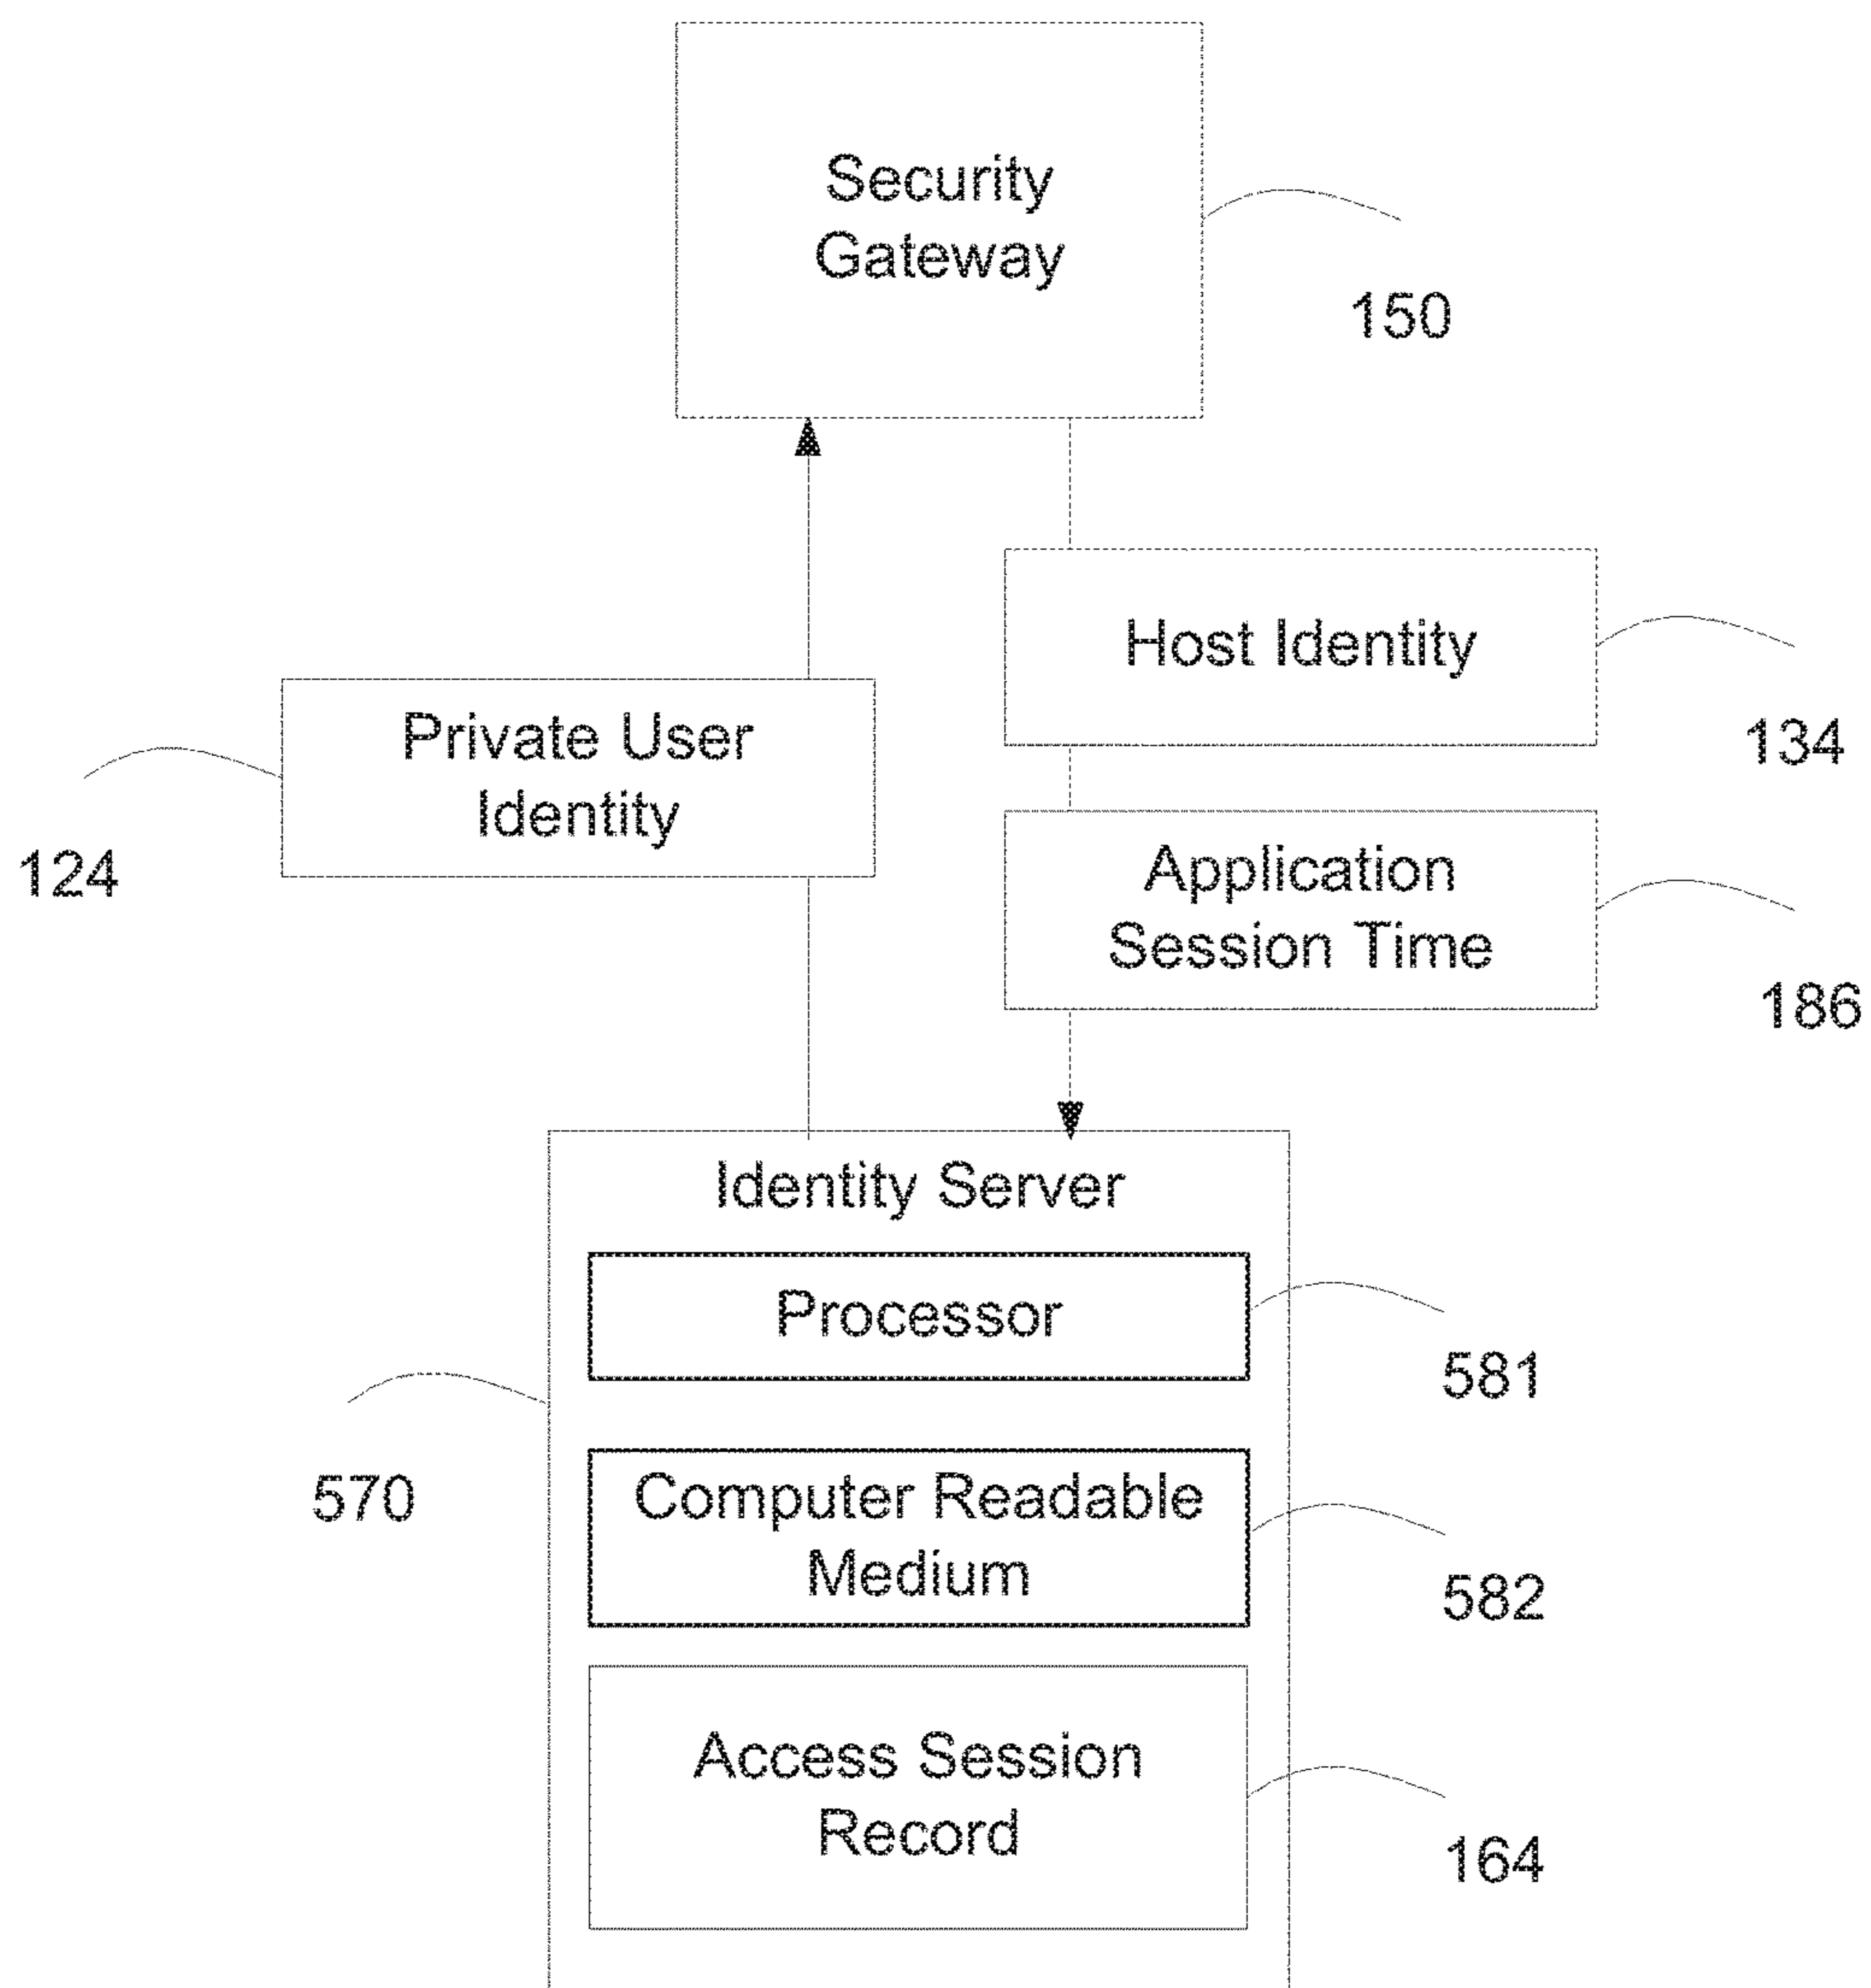 Security
Gateway
150
Host Identity
134
Private User
Identity
124
Application
Session Time
186
Identity Server
Processor
581
570
Computer Readable
Medium
582
Access Session
Record
164